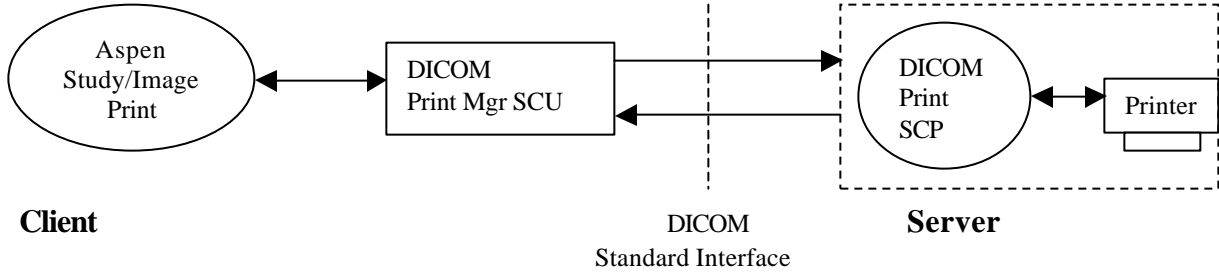 Aspen
Study/Image
Print
DICOM
Print Mgr SCU
DICOM
Print
SCP
Printer
Client
DICOM
Standard Interface
Server